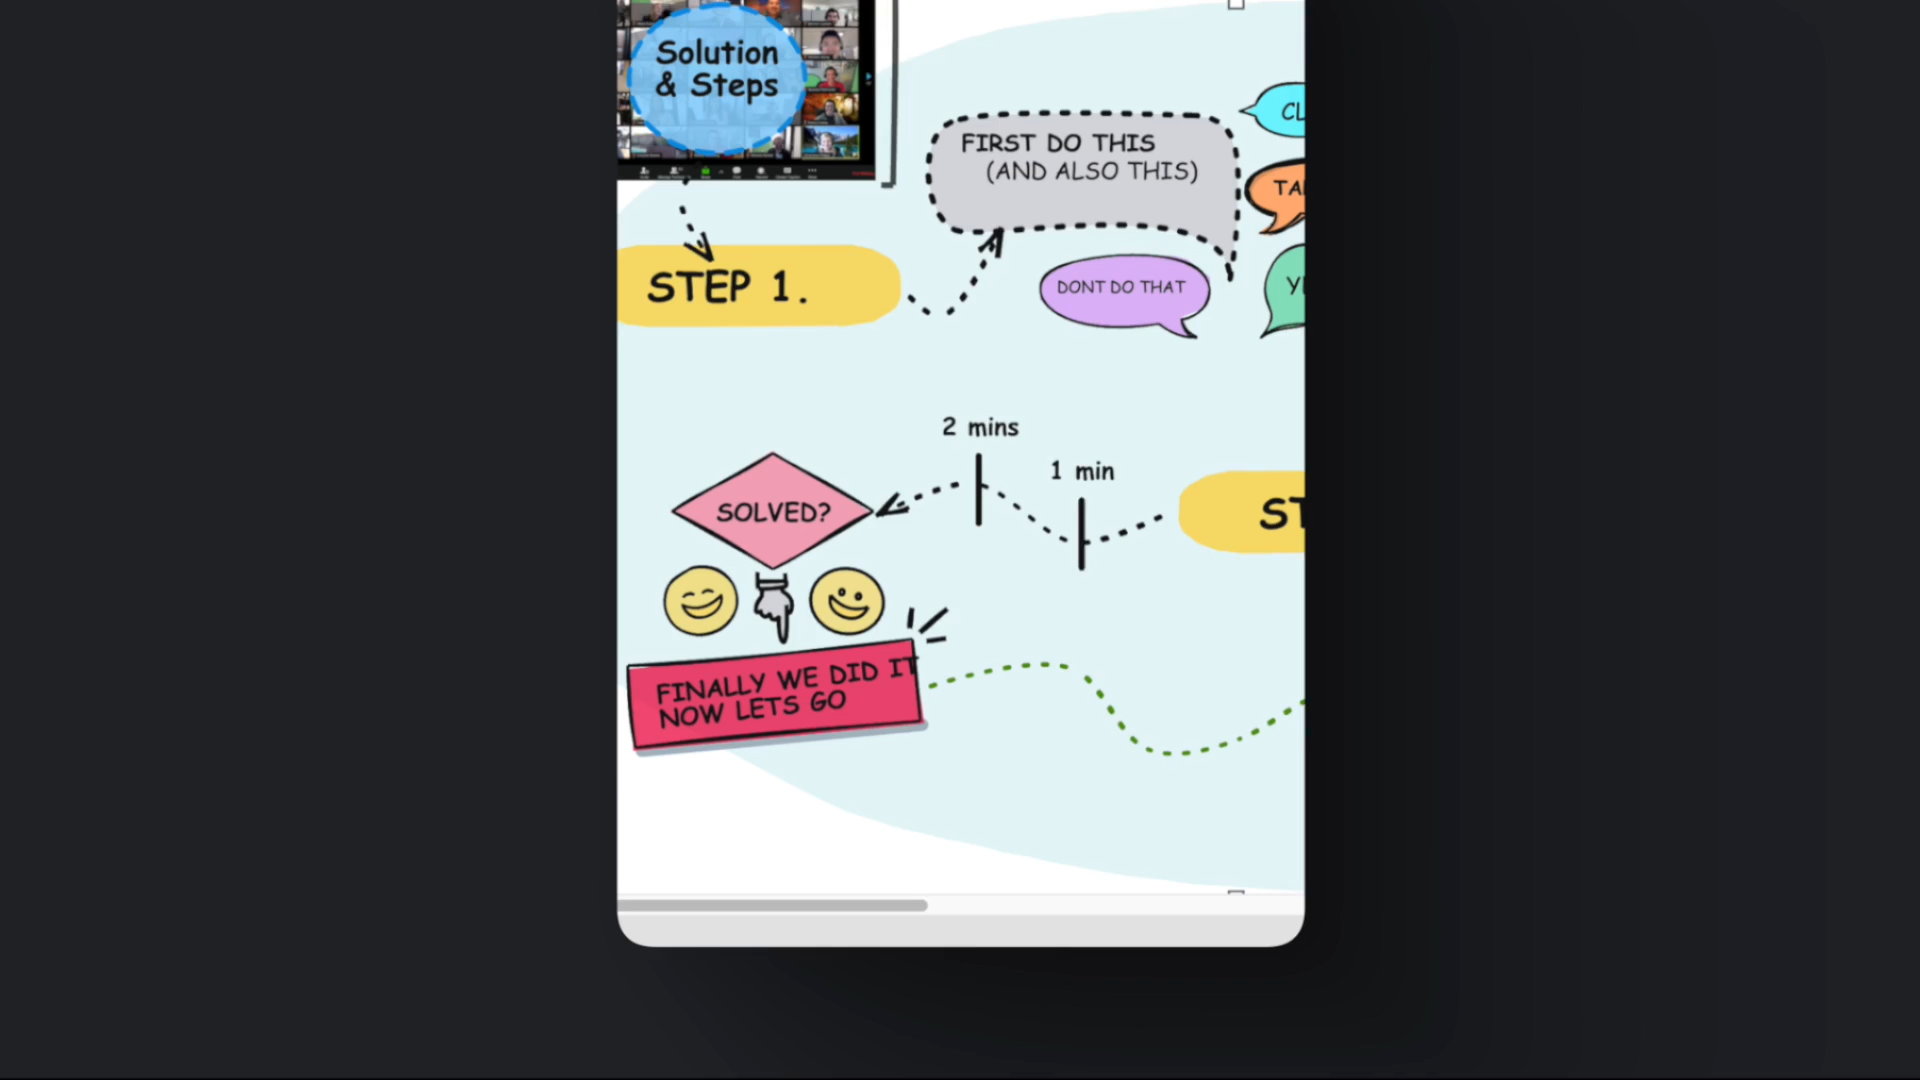 Solution
& Steps
FIRST DO THIS
(AND ALSO THIS)
STEP 1.
DONT DO THAT
2 mins
1 min
SOLVED?
FINALLY WE DID IT
NOW LETS GO